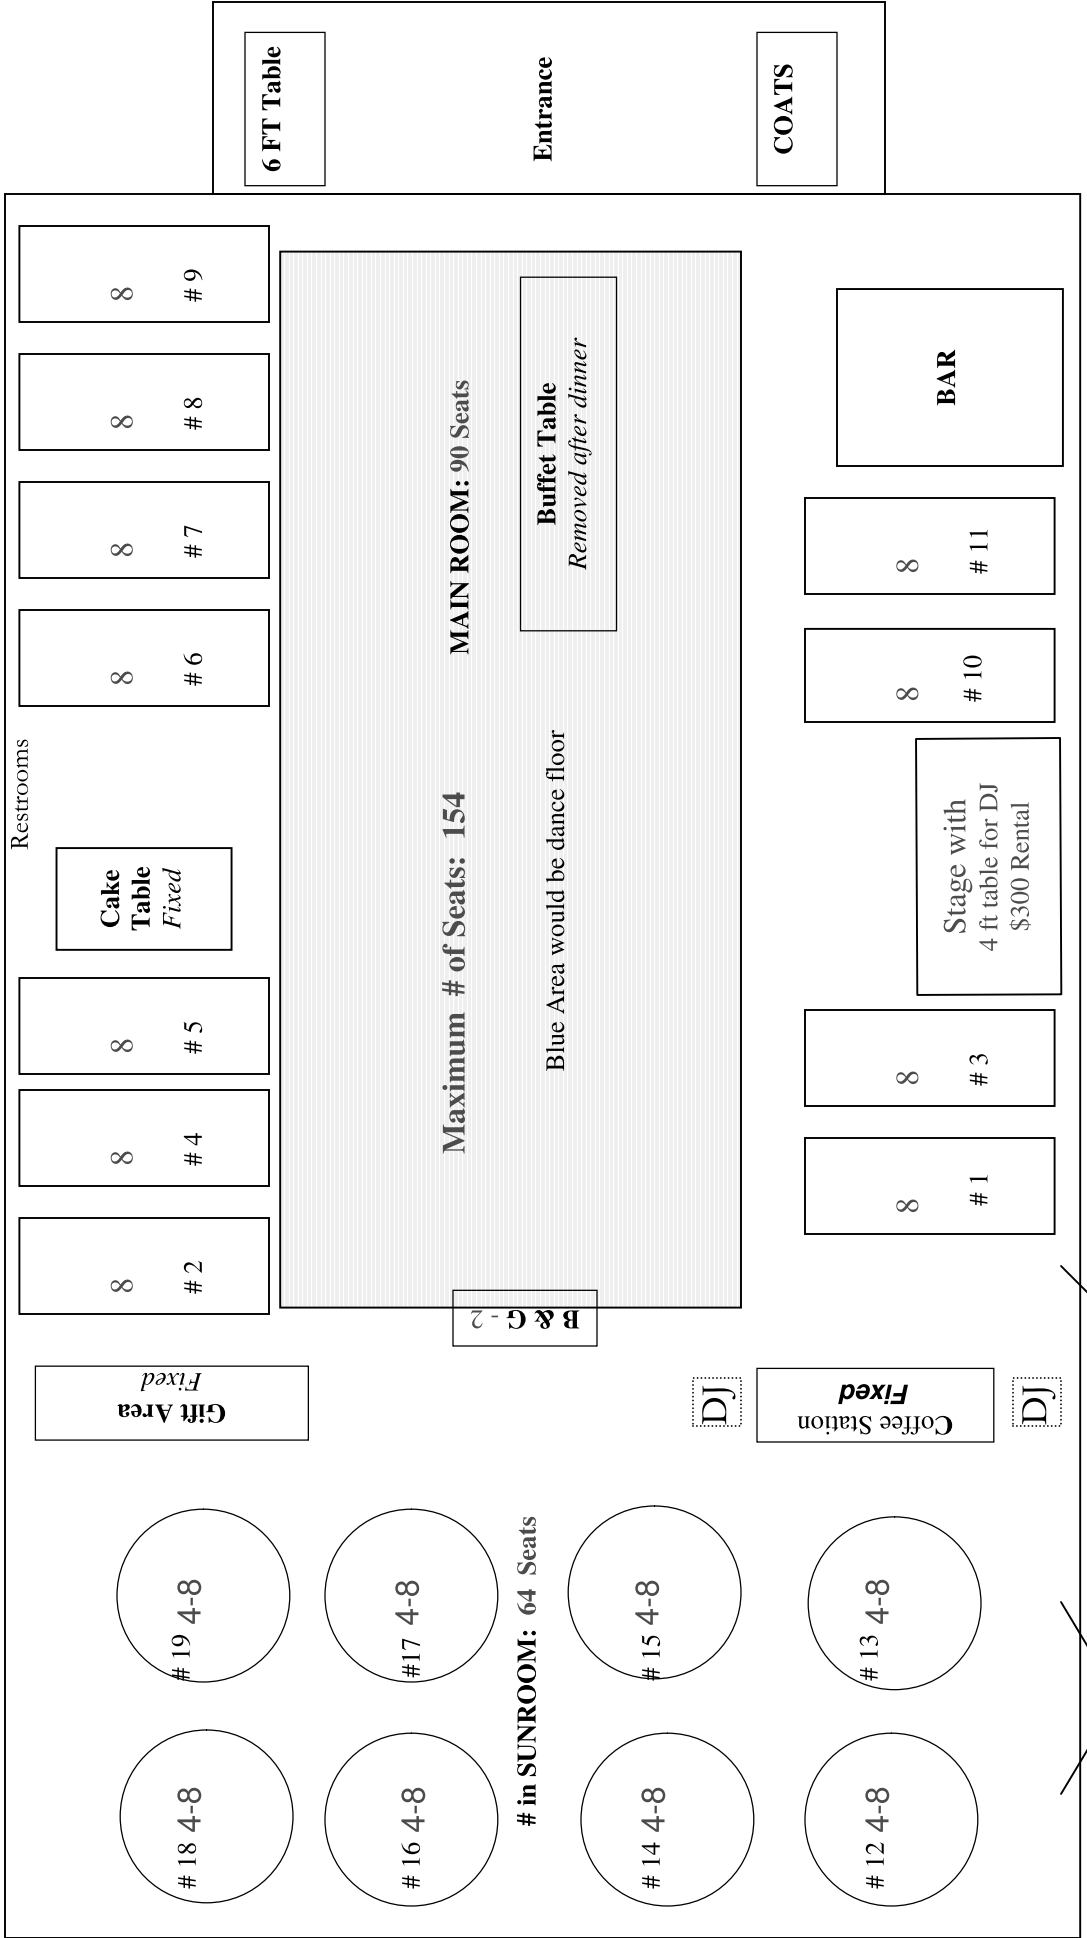 6 FT Table
Entrance
COATS
# 9
8
# 8
8
# 7
8
# 6
8
MAIN ROOM: 90 Seats
Buffet Table
Removed after dinner
BAR
8
# 11
8
# 10
Restrooms
Cake
Table
Fixed
Maximum # of Seats: 154
Blue Area would be dance floor
Stage with
4 ft table for DJ
$300 Rental
8
# 5
8
# 4
8
# 2
8
# 3
8
# 1
B & G - 2
Gift Area
Fixed
DJ
Coffee Station
Fixed
DJ
# 19 4-8
#17 4-8
# in SUNROOM: 64 Seats
# 15 4-8
# 13 4-8
# 18 4-8
# 16 4-8
# 14 4-8
# 12 4-8